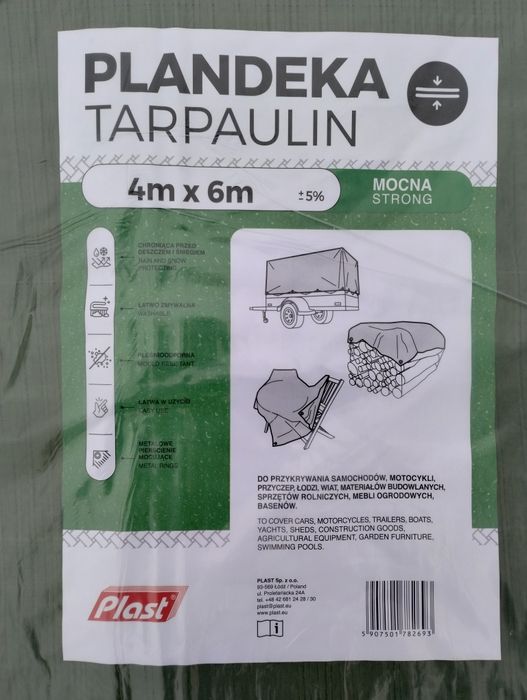 PLANDEKA
TARPAULIN
4m x 6m ±5%
MOCNA
STRONG
CHRONIĄCA PRZED
DESZCZEM I ŚNIEGIEM
RAIN AND SNOW
PROTECTING
ŁATWO ZMYWALNA
WASHABLE
PLEŚNIOODPORNA
MOULD RESISTANT
ŁATWA W UŻYCIU
EASY USE
METALOWE
PIERŚCIENIE
MOCUJĄCE
METAL RINGS
DO PRZYKRYWANIA SAMOCHODÓW, MOTOCYKLI,
PRZYCZEP, ŁODZI, WIAT, MATERIAŁÓW BUDOWLANYCH,
SPRZĘTÓW ROLNICZYCH, MEBLI OGRODOWYCH,
BASENÓW.
TO COVER CARS, MOTORCYCLES, TRAILERS, BOATS,
YACHTS, SHEDS, CONSTRUCTION GOODS,
AGRICULTURAL EQUIPMENT, GARDEN FURNITURE,
SWIMMING POOLS.
Plast®
PLAST Sp. z o.o.
93-569 Łódź / Poland
ul. Proletariacka 24A
tel. +48 42 681 24 28 / 30
plast@plast.eu
www.plast.eu
5 907501 782693